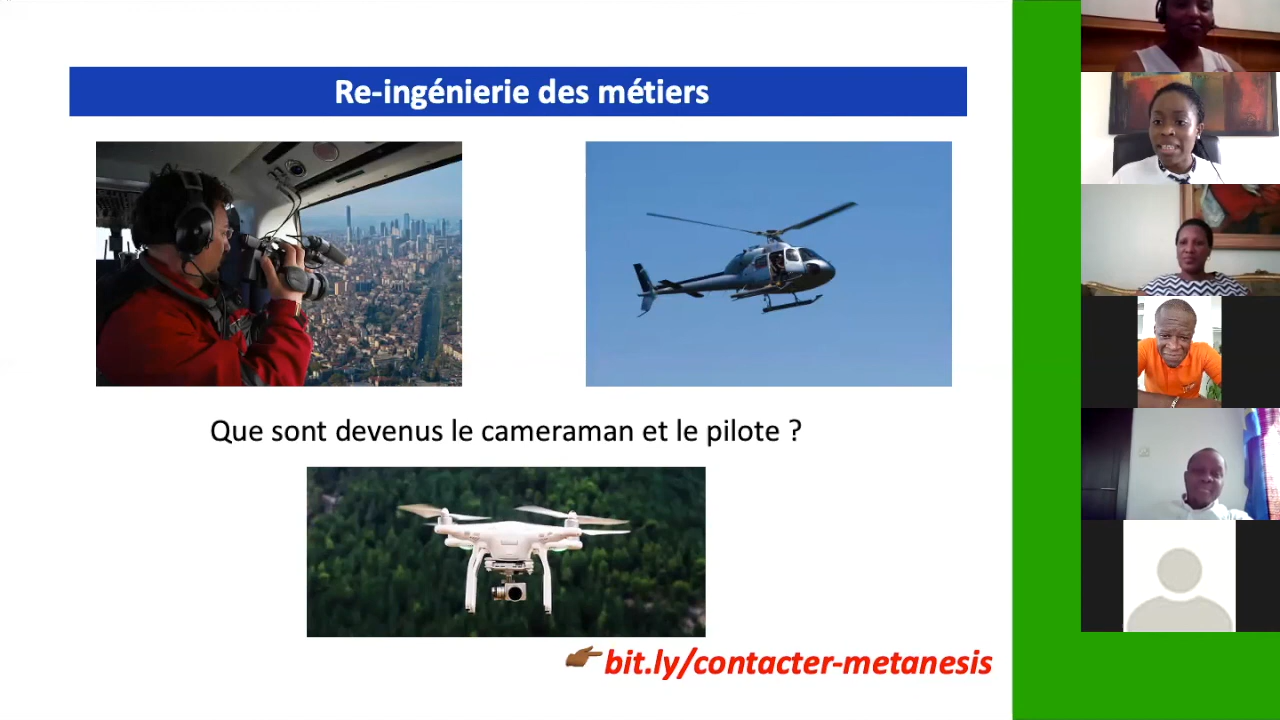 Re-ingénierie des métiers
Que sont devenus le cameraman et le pilote ?
bit.ly/contacter-metanesis